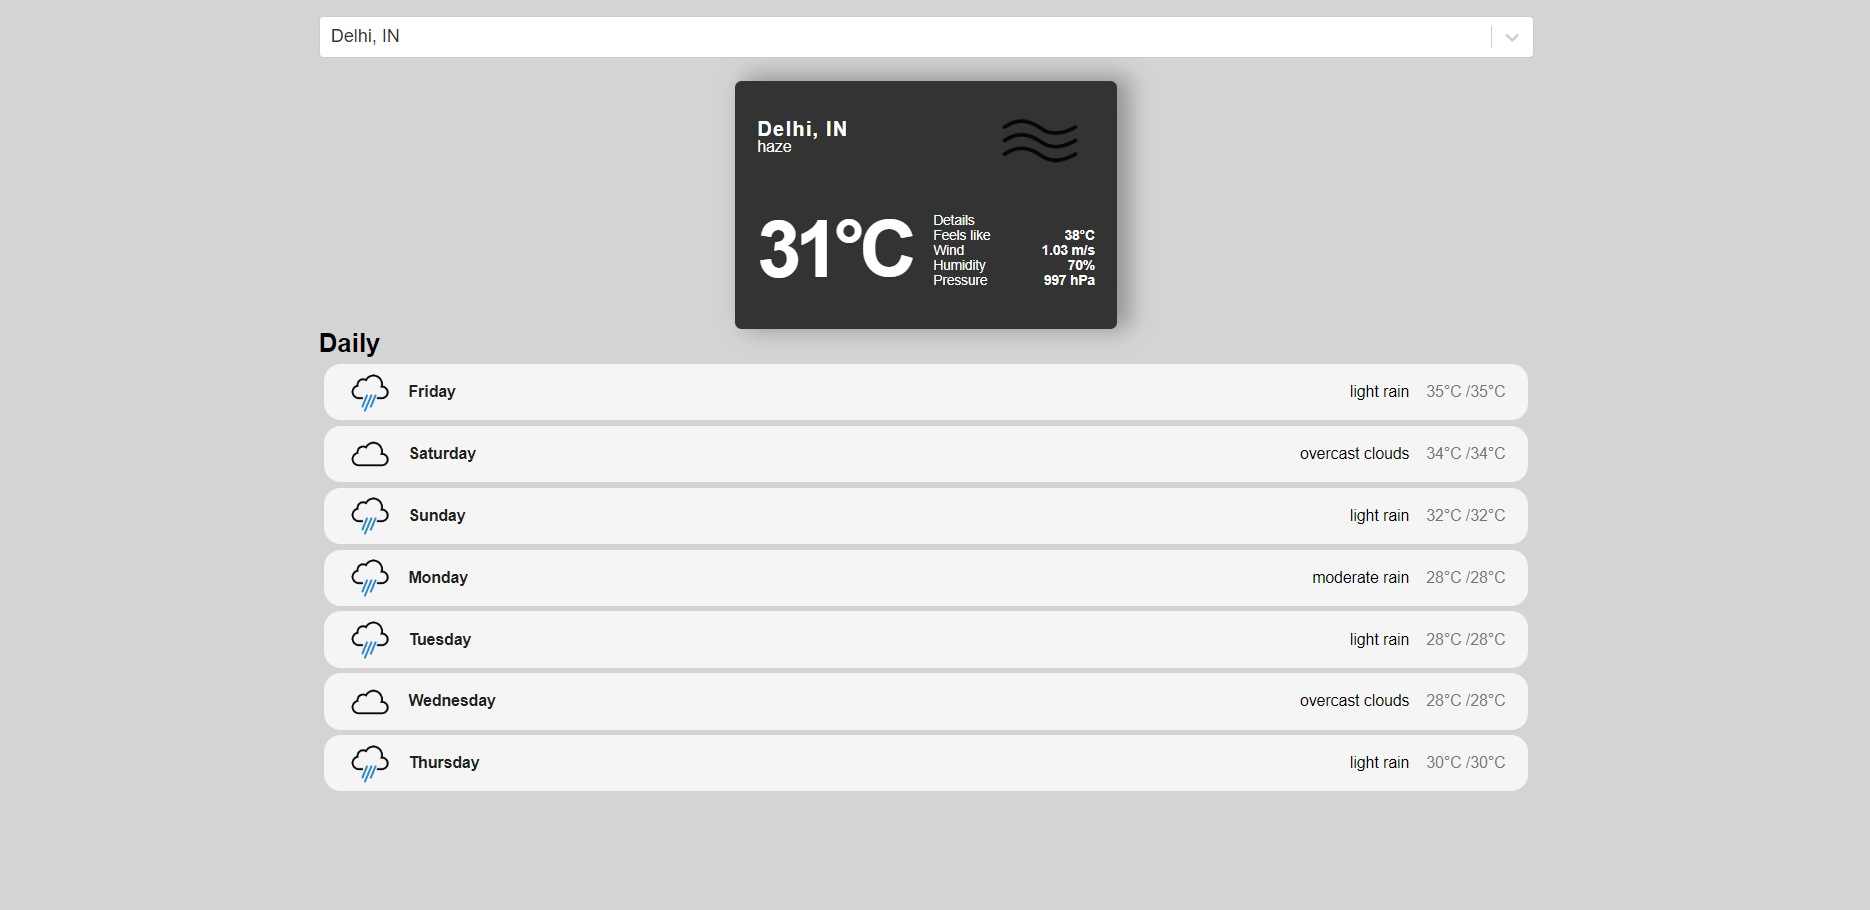 Delhi, IN
Delhi, IN
haze
31°C
Details
Feels like 38°C
Wind 1.03 m/s
Humidity 70%
Pressure 997 hPa
Daily
Friday light rain 35°C /35°C
Saturday overcast clouds 34°C /34°C
Sunday light rain 32°C /32°C
Monday moderate rain 28°C /28°C
Tuesday light rain 28°C /28°C
Wednesday overcast clouds 28°C /28°C
Thursday light rain 30°C /30°C